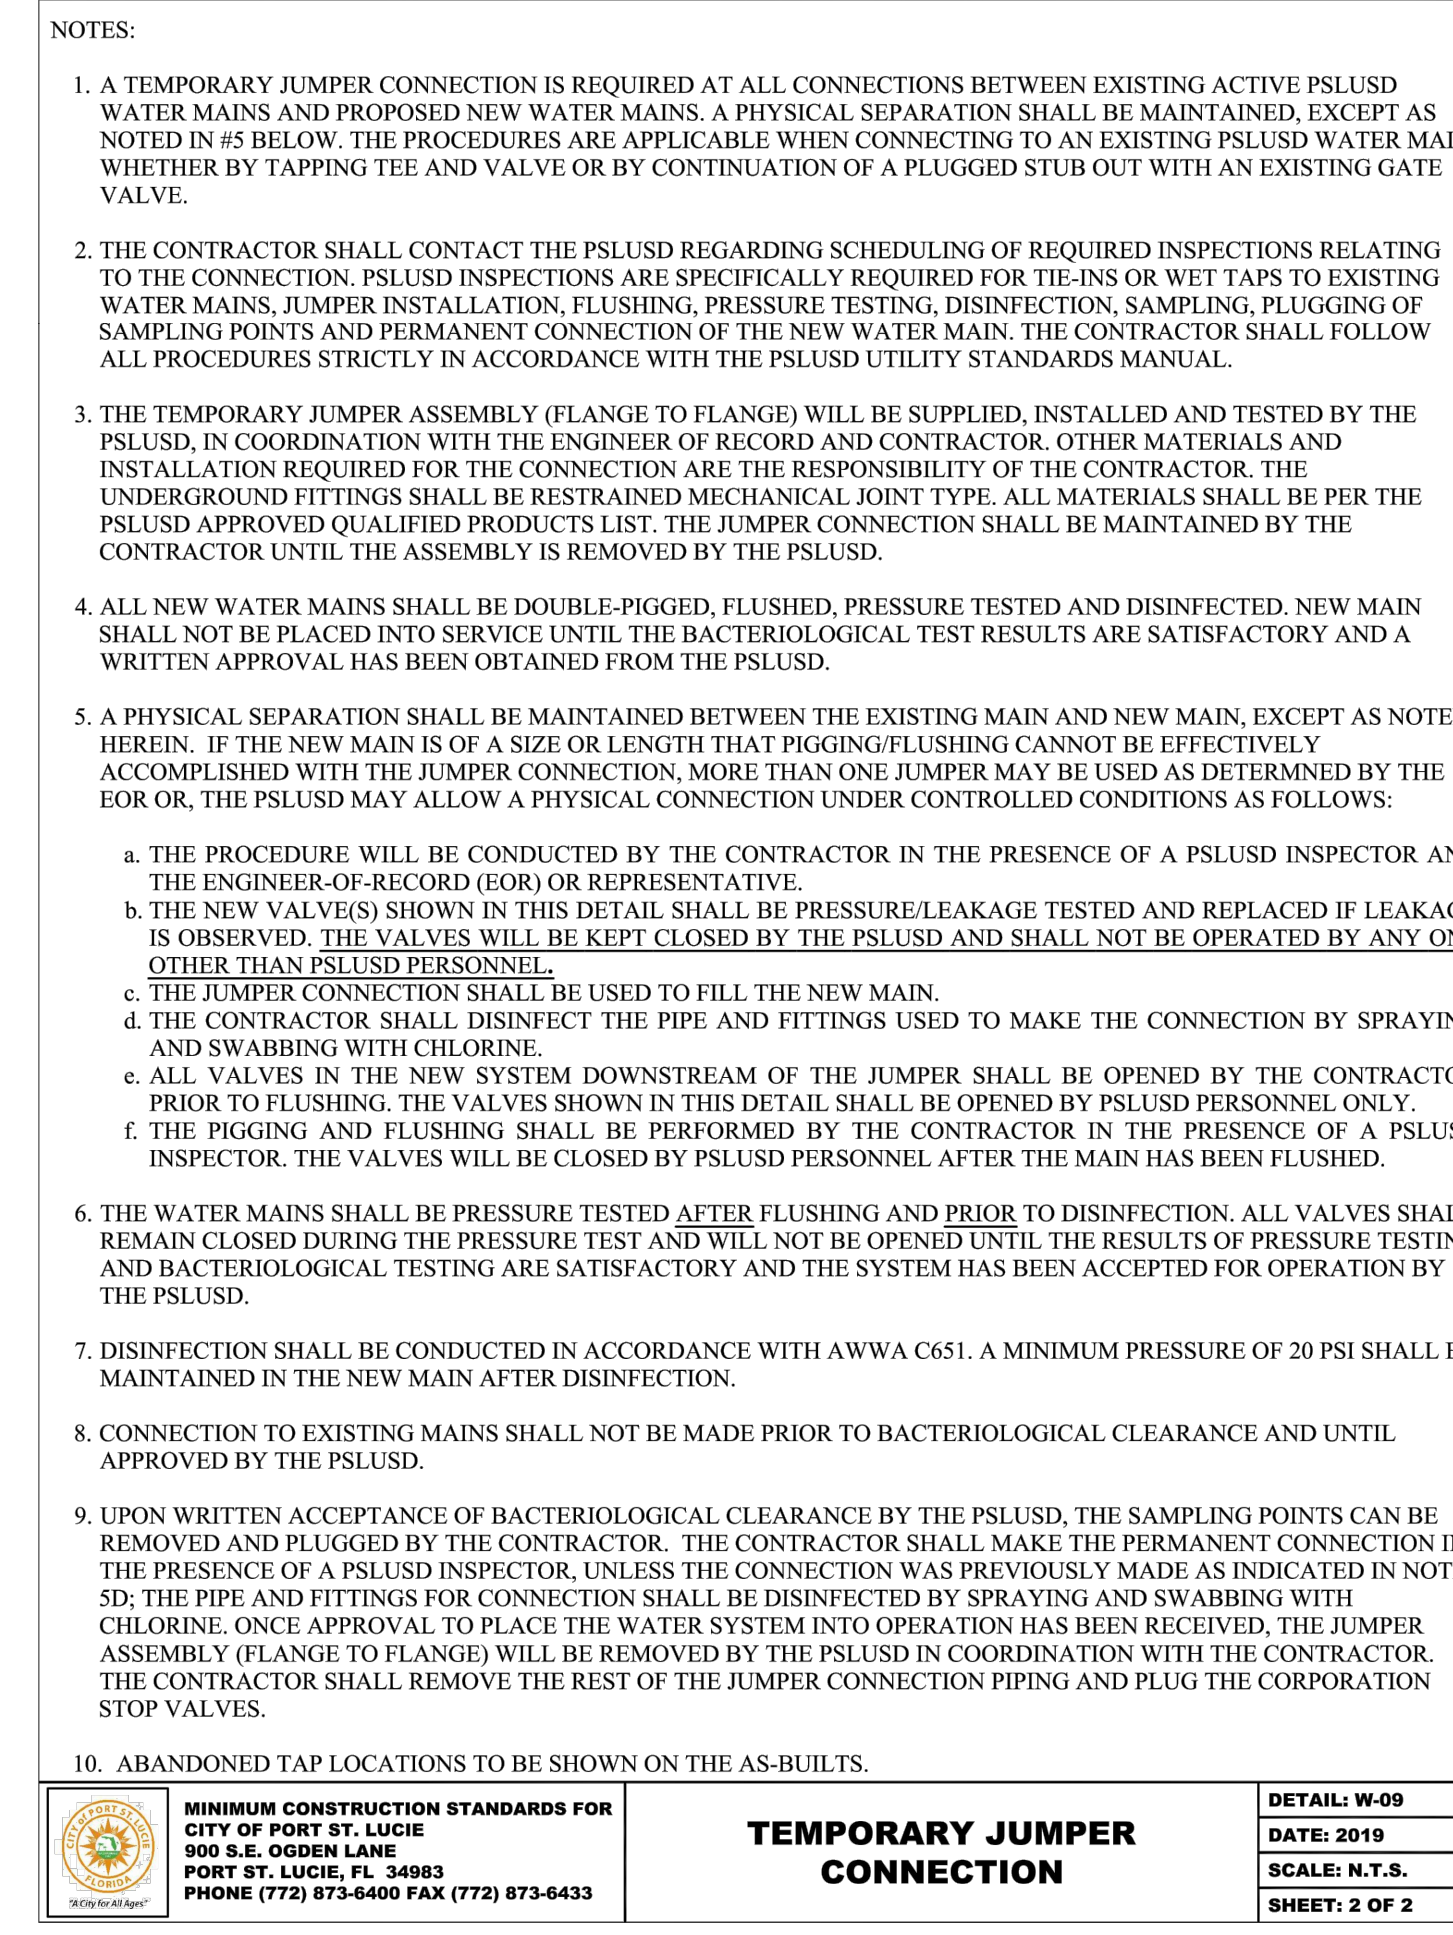 NOTES:
1. A TEMPORARY JUMPER CONNECTION IS REQUIRED AT ALL CONNECTIONS BETWEEN EXISTING ACTIVE PSLUSD
WATER MAINS AND PROPOSED NEW WATER MAINS. A PHYSICAL SEPARATION SHALL BE MAINTAINED, EXCEPT AS
NOTED IN #5 BELOW. THE PROCEDURES ARE APPLICABLE WHEN CONNECTING TO AN EXISTING PSLUSD WATER MAI
WHETHER BY TAPPING TEE AND VALVE OR BY CONTINUATION OF A PLUGGED STUB OUT WITH AN EXISTING GATE
VALVE.
2. THE CONTRACTOR SHALL CONTACT THE PSLUSD REGARDING SCHEDULING OF REQUIRED INSPECTIONS RELATING
TO THE CONNECTION. PSLUSD INSPECTIONS ARE SPECIFICALLY REQUIRED FOR TIE-INS OR WET TAPS TO EXISTING
WATER MAINS, JUMPER INSTALLATION, FLUSHING, PRESSURE TESTING, DISINFECTION, SAMPLING, PLUGGING OF
SAMPLING POINTS AND PERMANENT CONNECTION OF THE NEW WATER MAIN. THE CONTRACTOR SHALL FOLLOW
ALL PROCEDURES STRICTLY IN ACCORDANCE WITH THE PSLUSD UTILITY STANDARDS MANUAL.
3. THE TEMPORARY JUMPER ASSEMBLY (FLANGE TO FLANGE) WILL BE SUPPLIED, INSTALLED AND TESTED BY THE
PSLUSD, IN COORDINATION WITH THE ENGINEER OF RECORD AND CONTRACTOR. OTHER MATERIALS AND
INSTALLATION REQUIRED FOR THE CONNECTION ARE THE RESPONSIBILITY OF THE CONTRACTOR. THE
UNDERGROUND FITTINGS SHALL BE RESTRAINED MECHANICAL JOINT TYPE. ALL MATERIALS SHALL BE PER THE
PSLUSD APPROVED QUALIFIED PRODUCTS LIST. THE JUMPER CONNECTION SHALL BE MAINTAINED BY THE
CONTRACTOR UNTIL THE ASSEMBLY IS REMOVED BY THE PSLUSD.
4. ALL NEW WATER MAINS SHALL BE DOUBLE-PIGGED, FLUSHED, PRESSURE TESTED AND DISINFECTED. NEW MAIN
SHALL NOT BE PLACED INTO SERVICE UNTIL THE BACTERIOLOGICAL TEST RESULTS ARE SATISFACTORY AND A
WRITTEN APPROVAL HAS BEEN OBTAINED FROM THE PSLUSD.
5. A PHYSICAL SEPARATION SHALL BE MAINTAINED BETWEEN THE EXISTING MAIN AND NEW MAIN, EXCEPT AS NOTE
HEREIN. IF THE NEW MAIN IS OF A SIZE OR LENGTH THAT PIGGING/FLUSHING CANNOT BE EFFECTIVELY
ACCOMPLISHED WITH THE JUMPER CONNECTION, MORE THAN ONE JUMPER MAY BE USED AS DETERMNED BY THE
EOR OR, THE PSLUSD MAY ALLOW A PHYSICAL CONNECTION UNDER CONTROLLED CONDITIONS AS FOLLOWS:
a. THE PROCEDURE WILL BE CONDUCTED BY THE CONTRACTOR IN THE PRESENCE OF A PSLUSD INSPECTOR AN
THE ENGINEER-OF-RECORD (EOR) OR REPRESENTATIVE.
b. THE NEW VALVE(S) SHOWN IN THIS DETAIL SHALL BE PRESSURE/LEAKAGE TESTED AND REPLACED IF LEAKAG
IS OBSERVED. THE VALVES WILL BE KEPT CLOSED BY THE PSLUSD AND SHALL NOT BE OPERATED BY ANY ON
OTHER THAN PSLUSD PERSONNEL.
c. THE JUMPER CONNECTION SHALL BE USED TO FILL THE NEW MAIN.
d. THE CONTRACTOR SHALL DISINFECT THE PIPE AND FITTINGS USED TO MAKE THE CONNECTION BY SPRAYIN
AND SWABBING WITH CHLORINE.
e. ALL VALVES IN THE NEW SYSTEM DOWNSTREAM OF THE JUMPER SHALL BE OPENED BY THE CONTRACTO
PRIOR TO FLUSHING. THE VALVES SHOWN IN THIS DETAIL SHALL BE OPENED BY PSLUSD PERSONNEL ONLY.
f. THE PIGGING AND FLUSHING SHALL BE PERFORMED BY THE CONTRACTOR IN THE PRESENCE OF A PSLUS
INSPECTOR. THE VALVES WILL BE CLOSED BY PSLUSD PERSONNEL AFTER THE MAIN HAS BEEN FLUSHED.
6. THE WATER MAINS SHALL BE PRESSURE TESTED AFTER FLUSHING AND PRIOR TO DISINFECTION. ALL VALVES SHAL
REMAIN CLOSED DURING THE PRESSURE TEST AND WILL NOT BE OPENED UNTIL THE RESULTS OF PRESSURE TESTIN
AND BACTERIOLOGICAL TESTING ARE SATISFACTORY AND THE SYSTEM HAS BEEN ACCEPTED FOR OPERATION BY
THE PSLUSD.
7. DISINFECTION SHALL BE CONDUCTED IN ACCORDANCE WITH AWWA C651. A MINIMUM PRESSURE OF 20 PSI SHALL B
MAINTAINED IN THE NEW MAIN AFTER DISINFECTION.
8. CONNECTION TO EXISTING MAINS SHALL NOT BE MADE PRIOR TO BACTERIOLOGICAL CLEARANCE AND UNTIL
APPROVED BY THE PSLUSD.
9. UPON WRITTEN ACCEPTANCE OF BACTERIOLOGICAL CLEARANCE BY THE PSLUSD, THE SAMPLING POINTS CAN BE
REMOVED AND PLUGGED BY THE CONTRACTOR. THE CONTRACTOR SHALL MAKE THE PERMANENT CONNECTION I
THE PRESENCE OF A PSLUSD INSPECTOR, UNLESS THE CONNECTION WAS PREVIOUSLY MADE AS INDICATED IN NOT
5D; THE PIPE AND FITTINGS FOR CONNECTION SHALL BE DISINFECTED BY SPRAYING AND SWABBING WITH
CHLORINE. ONCE APPROVAL TO PLACE THE WATER SYSTEM INTO OPERATION HAS BEEN RECEIVED, THE JUMPER
ASSEMBLY (FLANGE TO FLANGE) WILL BE REMOVED BY THE PSLUSD IN COORDINATION WITH THE CONTRACTOR.
THE CONTRACTOR SHALL REMOVE THE REST OF THE JUMPER CONNECTION PIPING AND PLUG THE CORPORATION
STOP VALVES.
10. ABANDONED TAP LOCATIONS TO BE SHOWN ON THE AS-BUILTS.
CITY of PORT ST. LUCIE
FLORIDA
"A City for All Ages"
MINIMUM CONSTRUCTION STANDARDS FOR
CITY OF PORT ST. LUCIE
900 S.E. OGDEN LANE
PORT ST. LUCIE, FL 34983
PHONE (772) 873-6400 FAX (772) 873-6433
TEMPORARY JUMPER
CONNECTION
DETAIL: W-09
DATE: 2019
SCALE: N.T.S.
SHEET: 2 OF 2